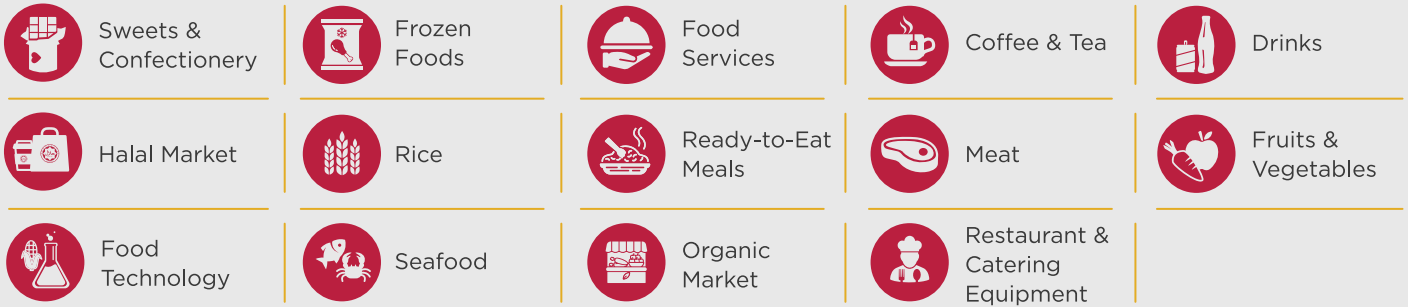 Sweets &
Confectionery
Frozen
Foods
Food
Services
Coffee & Tea
Drinks
Halal Market
Rice
Ready-to-Eat
Meals
Meat
Fruits &
Vegetables
Food
Technology
Seafood
Organic
Market
Restaurant &
Catering
Equipment